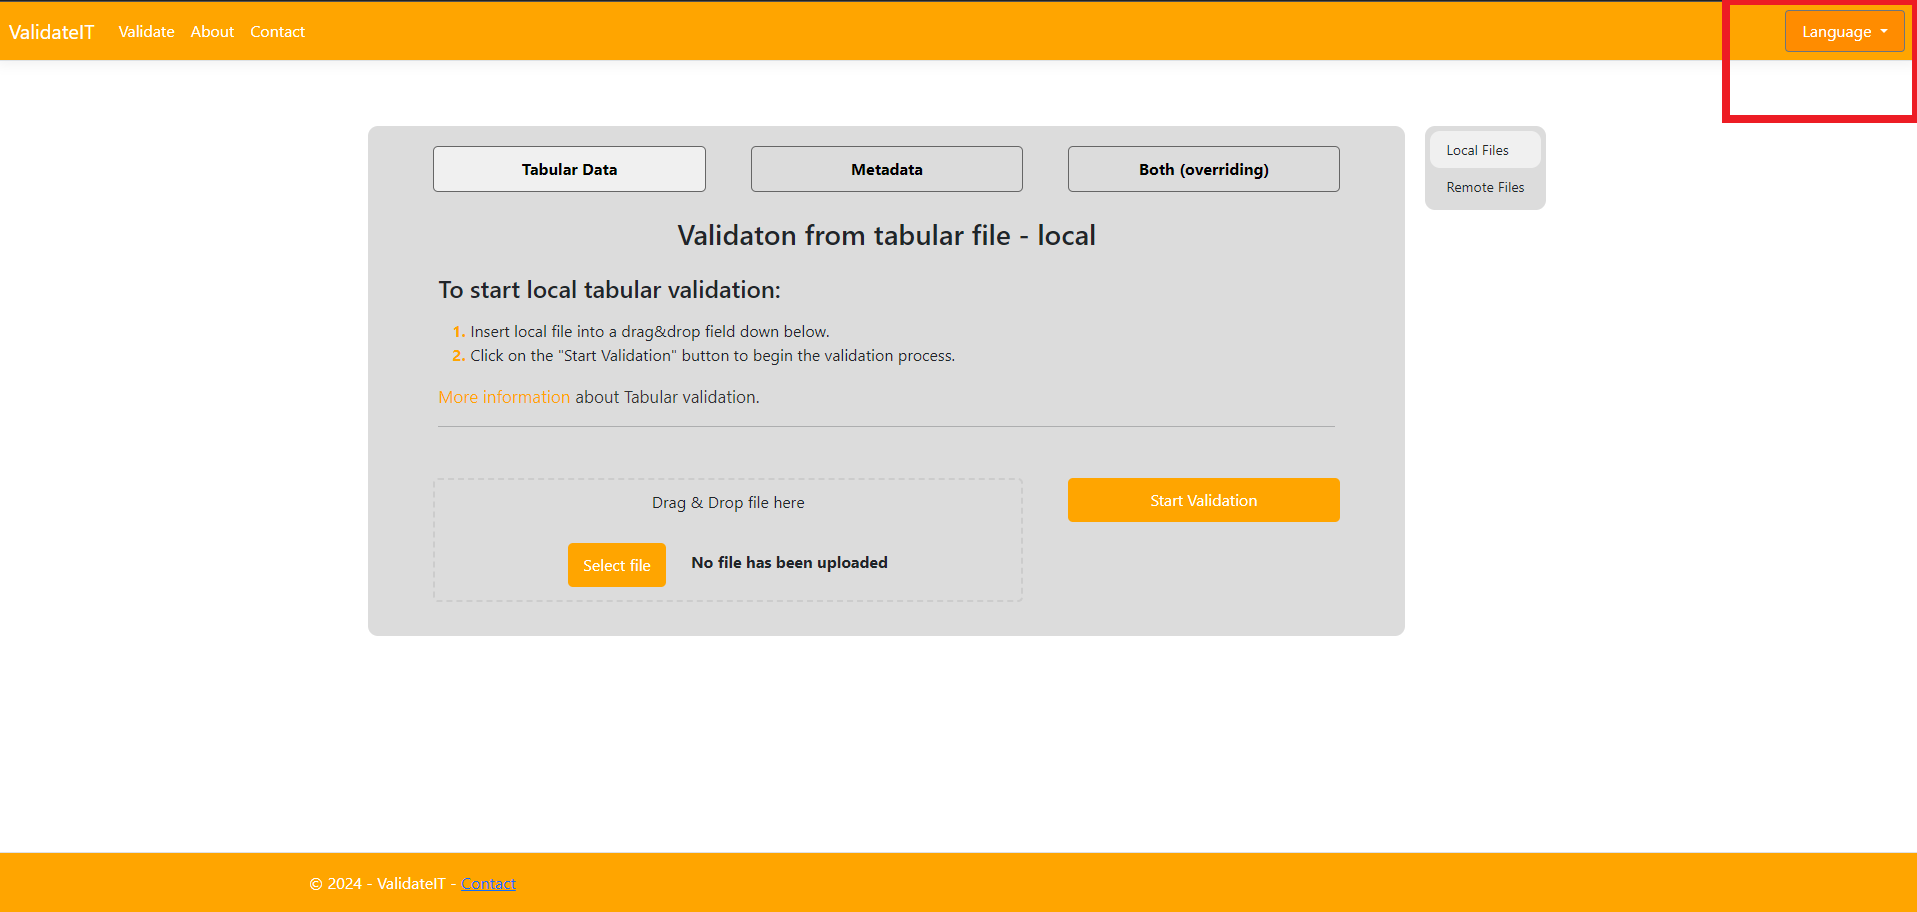 ValidateIT Validate About Contact Language
Tabular Data Metadata Both (overriding)
Local Files
Remote Files
Validaton from tabular file - local
To start local tabular validation:
1. Insert local file into a drag&drop field down below.
2. Click on the "Start Validation" button to begin the validation process.
More information about Tabular validation.
Drag & Drop file here
Start Validation
Select file No file has been uploaded
© 2024 - ValidateIT - Contact